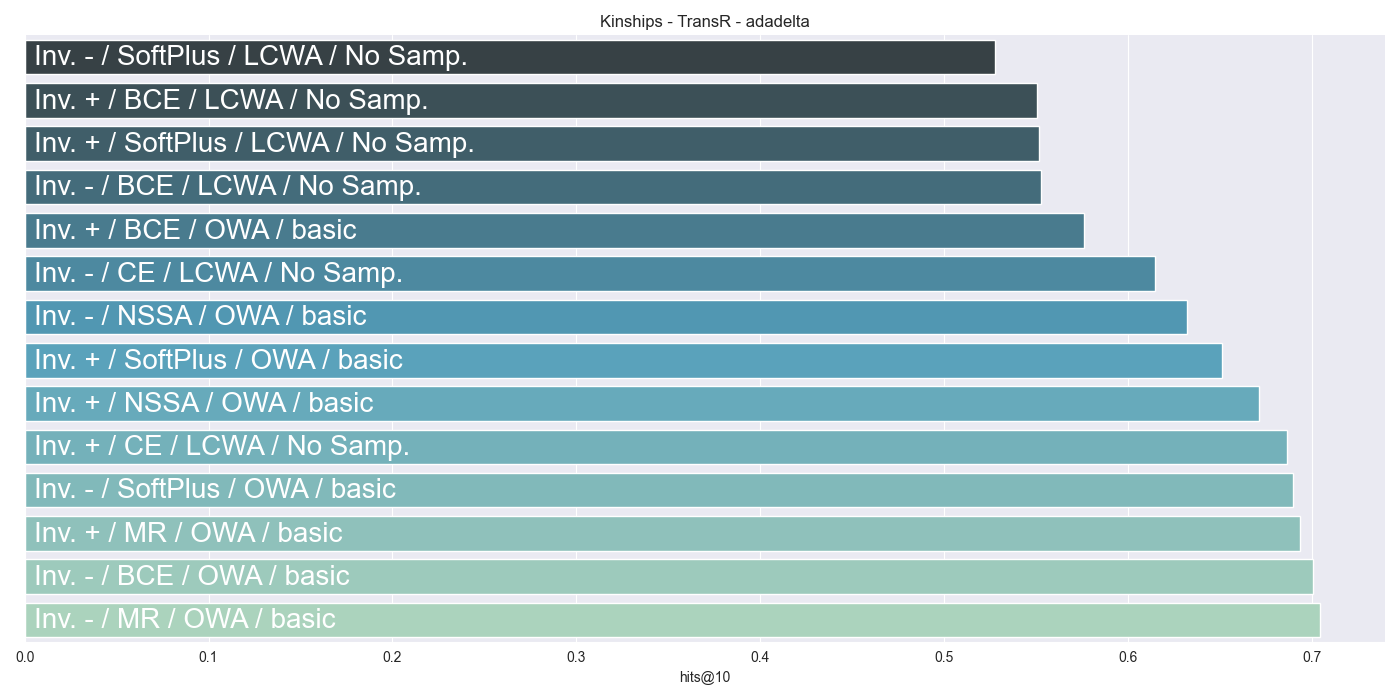 Kinships - TransR - adadelta
Inv. - / SoftPlus / LCWA / No Samp.
Inv. + / BCE / LCWA / No Samp.
Inv. + / SoftPlus / LCWA / No Samp.
Inv. - / BCE / LCWA / No Samp.
Inv. + / BCE / OWA / basic
Inv. - / CE / LCWA / No Samp.
Inv. - / NSSA / OWA / basic
Inv. + / SoftPlus / OWA / basic
Inv. + / NSSA / OWA / basic
Inv. + / CE / LCWA / No Samp.
Inv. - / SoftPlus / OWA / basic
Inv. + / MR / OWA / basic
Inv. - / BCE / OWA / basic
Inv. - / MR / OWA / basic
0.0 0.1 0.2 0.3 0.4 0.5 0.6 0.7
hits@10